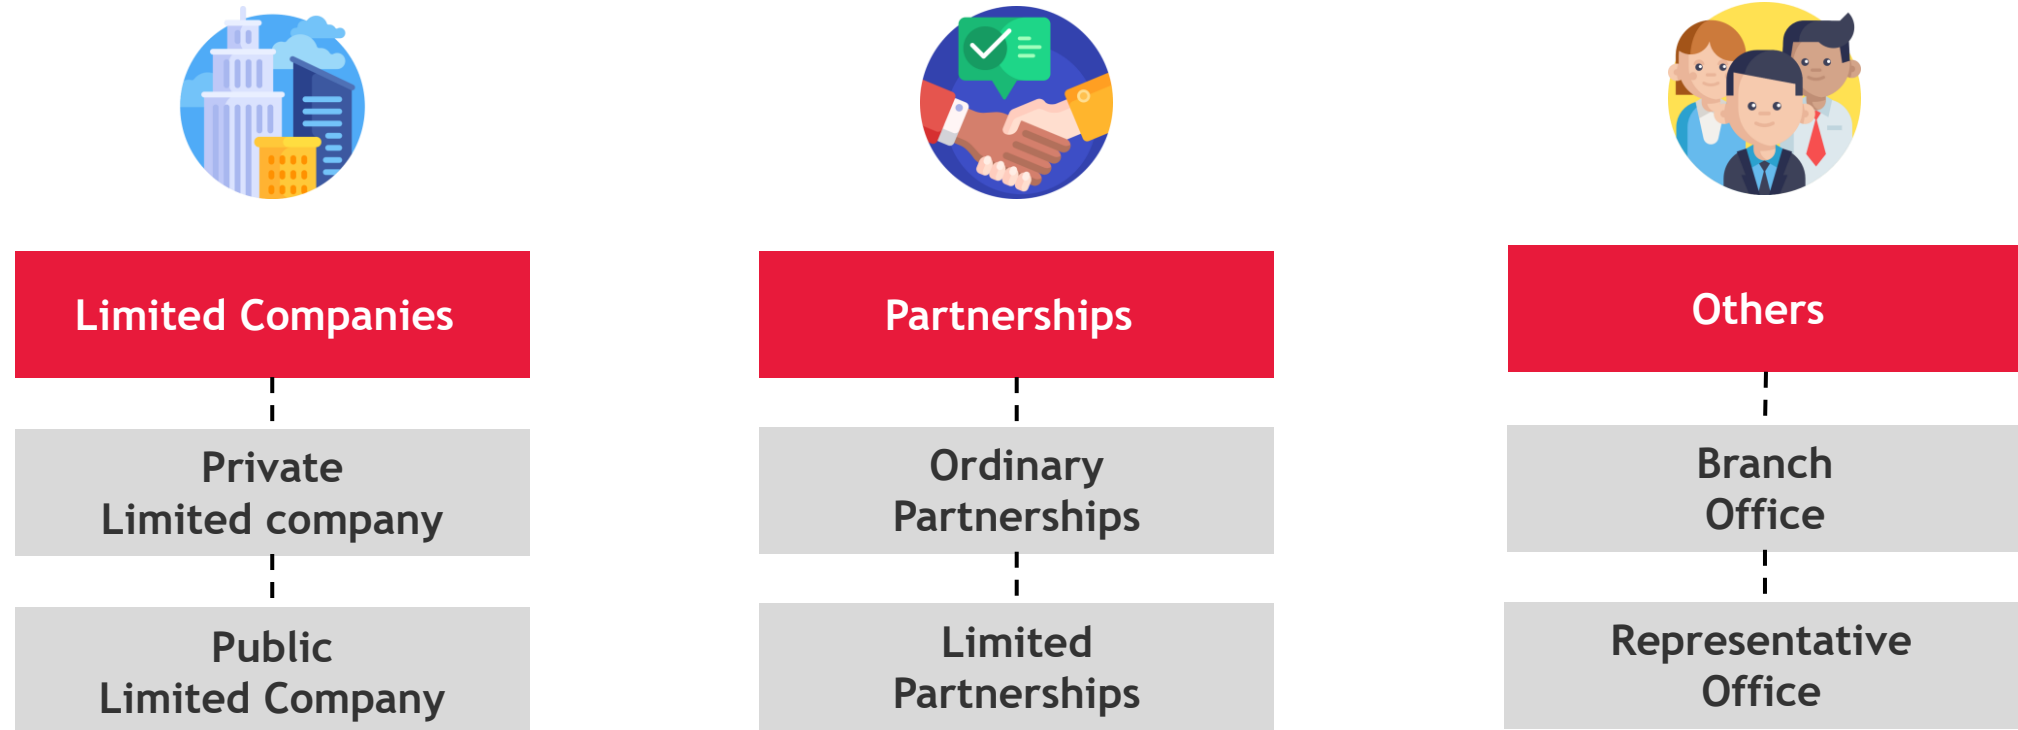 Limited Companies
Private
Limited company
Public
Limited Company
Partnerships
Ordinary
Partnerships
Limited
Partnerships
Others
Branch
Office
Representative
Office